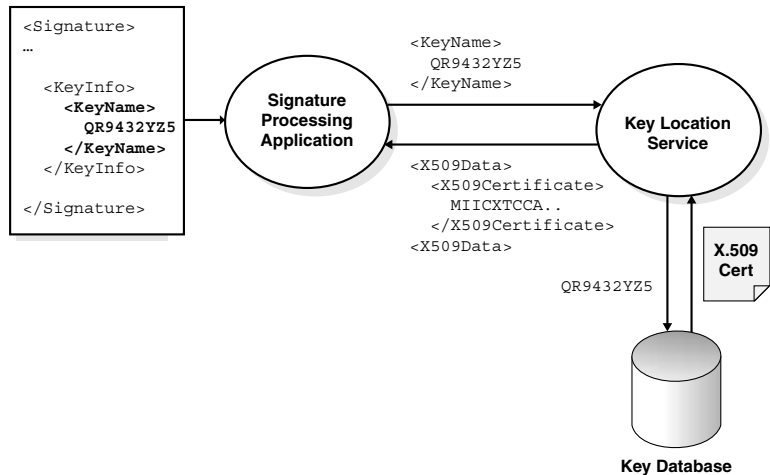 <Signature>
…
<KeyInfo>
<KeyName>
QR9432YZ5
</KeyName>
</KeyInfo>
</Signature>
Signature
Processing
Application
<KeyName>
QR9432YZ5
</KeyName>
<X509Data>
<X509Certificate>
MIICXTCCA..
</X509Certificate>
<X509Data>
Key Location
Service
QR9432YZ5
X.509
Cert
Key Database